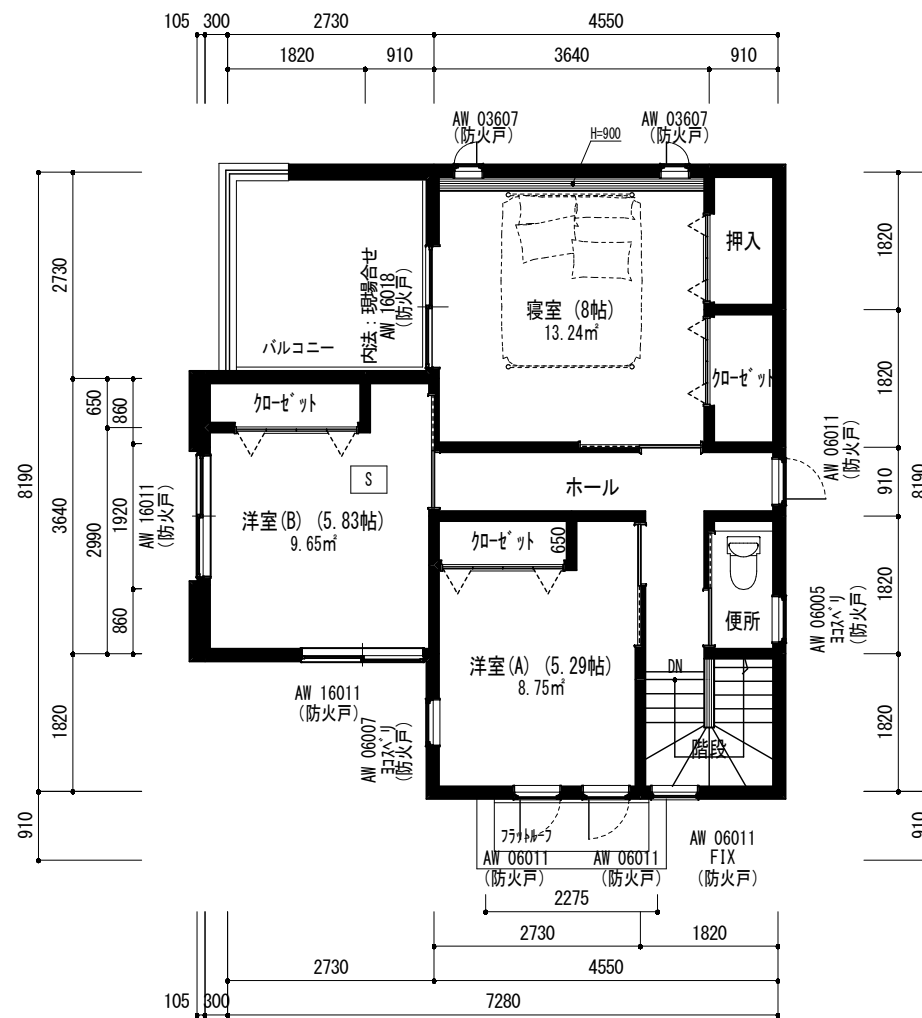 105 300 2730 4550
1820 910 3640 910
AW 03607
(防火戸)
H=900
AW 03607
(防火戸)
押入
内法：現場合せ
AW 16018
(防火戸)
寝室 (8帖)
13.24㎡
バルコニー
クローゼット
クローゼット
S
ホール
AW 06011
(防火戸)
洋室(B) (5.83帖)
9.65㎡
クローゼット
650
AW 16011
(防火戸)
便所
AW 06005
ヨコスベリ
(防火戸)
洋室(A) (5.29帖)
8.75㎡
DN
階段
AW 16011
(防火戸)
AW 06007
ヨコスベリ
(防火戸)
フラットルーフ
AW 06011
(防火戸)
AW 06011
(防火戸)
AW 06011
FIX
(防火戸)
8190
910
2730
3640
1820
650
2990
860
1920
860
1820
1820
910
1820
1820
8190
910
2275
2730 1820
2730 4550
105 300 7280